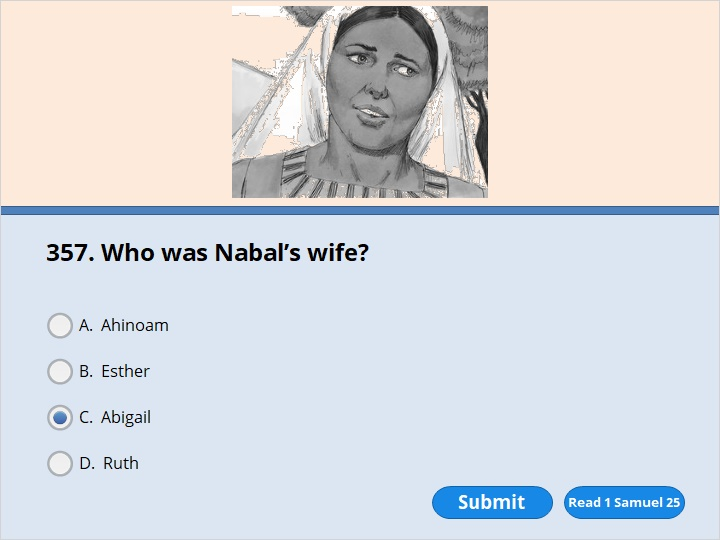 357. Who was Nabal’s wife?
A. Ahinoam
B. Esther
C. Abigail
D. Ruth
Submit
Read 1 Samuel 25